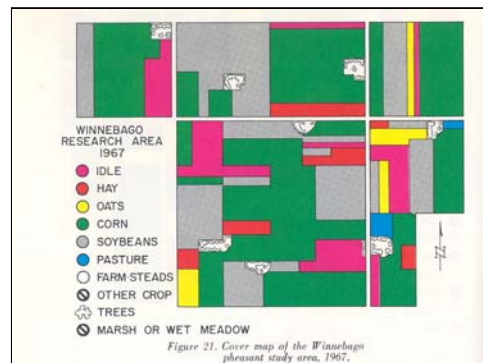 WINNEBAGO
RESEARCH AREA
1967
IDLE
HAY
OATS
CORN
SOYBEANS
PASTURE
FARM-STEADS
OTHER CROP
TREES
MARSH OR WET MEADOW
N
Figure 21. Cover map of the Winnebago
pheasant study area, 1967.